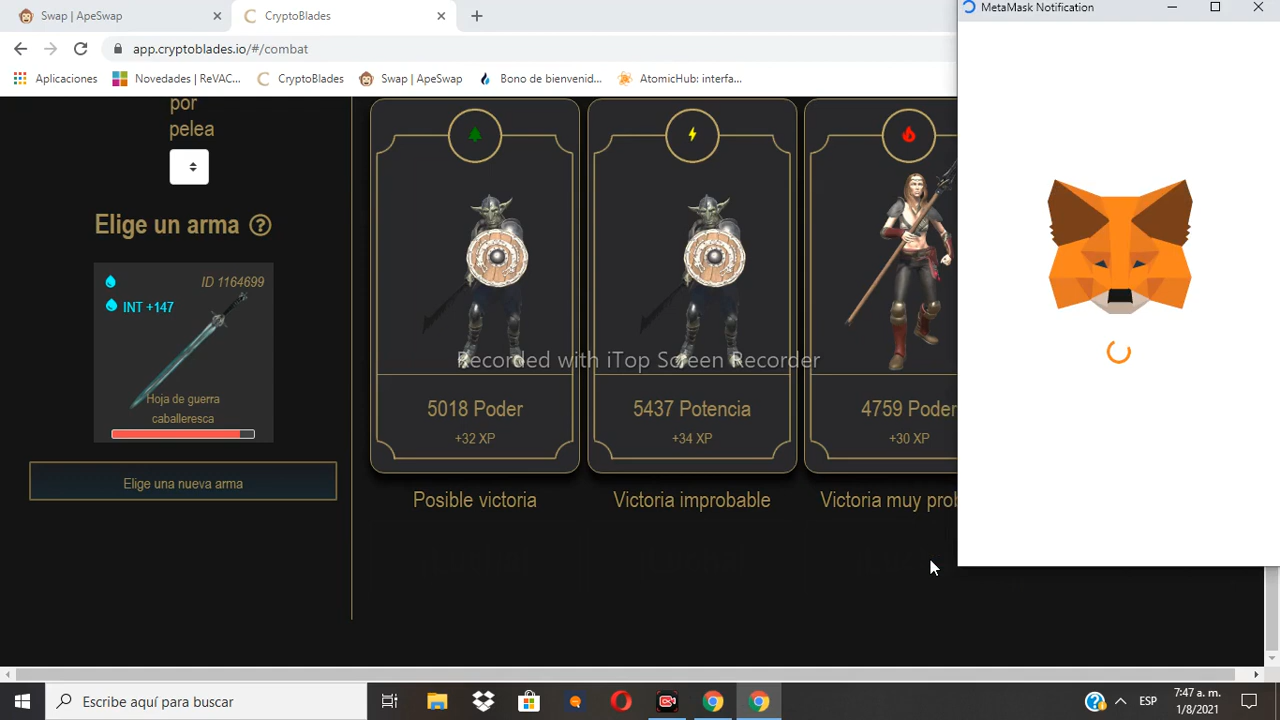 Swap | ApeSwap
CryptoBlades
MetaMask Notification
app.cryptoblades.io/#/combat
Aplicaciones
Novedades | ReVAC...
CryptoBlades
Swap | ApeSwap
Bono de bienvenid...
AtomicHub: interfa...
por
pelea
Elige un arma ?
ID 1164699
INT +147
Hoja de guerra
caballeresca
Elige una nueva arma
5018 Poder
+32 XP
Posible victoria
5437 Potencia
+34 XP
Victoria improbable
4759 Poder
+30 XP
Victoria muy prob
Recorded with iTop Screen Recorder
Escribe aquí para buscar
ESP
7:47 a. m.
1/8/2021